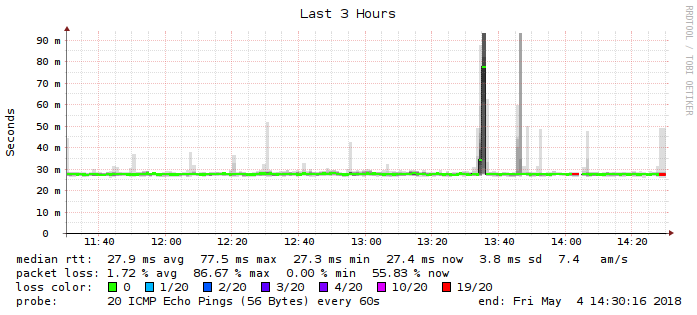 Last 3 Hours
RRDTOOL / TOBI OETIKER
Seconds
90 m
80 m
70 m
60 m
50 m
40 m
30 m
20 m
10 m
0
11:40 12:00 12:20 12:40 13:00 13:20 13:40 14:00 14:20
median rtt: 27.9 ms avg 77.5 ms max 27.3 ms min 27.4 ms now 3.8 ms sd 7.4 am/s
packet loss: 1.72 % avg 86.67 % max 0.00 % min 55.83 % now
loss color: 0 1/20 2/20 3/20 4/20 10/20 19/20
probe: 20 ICMP Echo Pings (56 Bytes) every 60s end: Fri May 4 14:30:16 2018